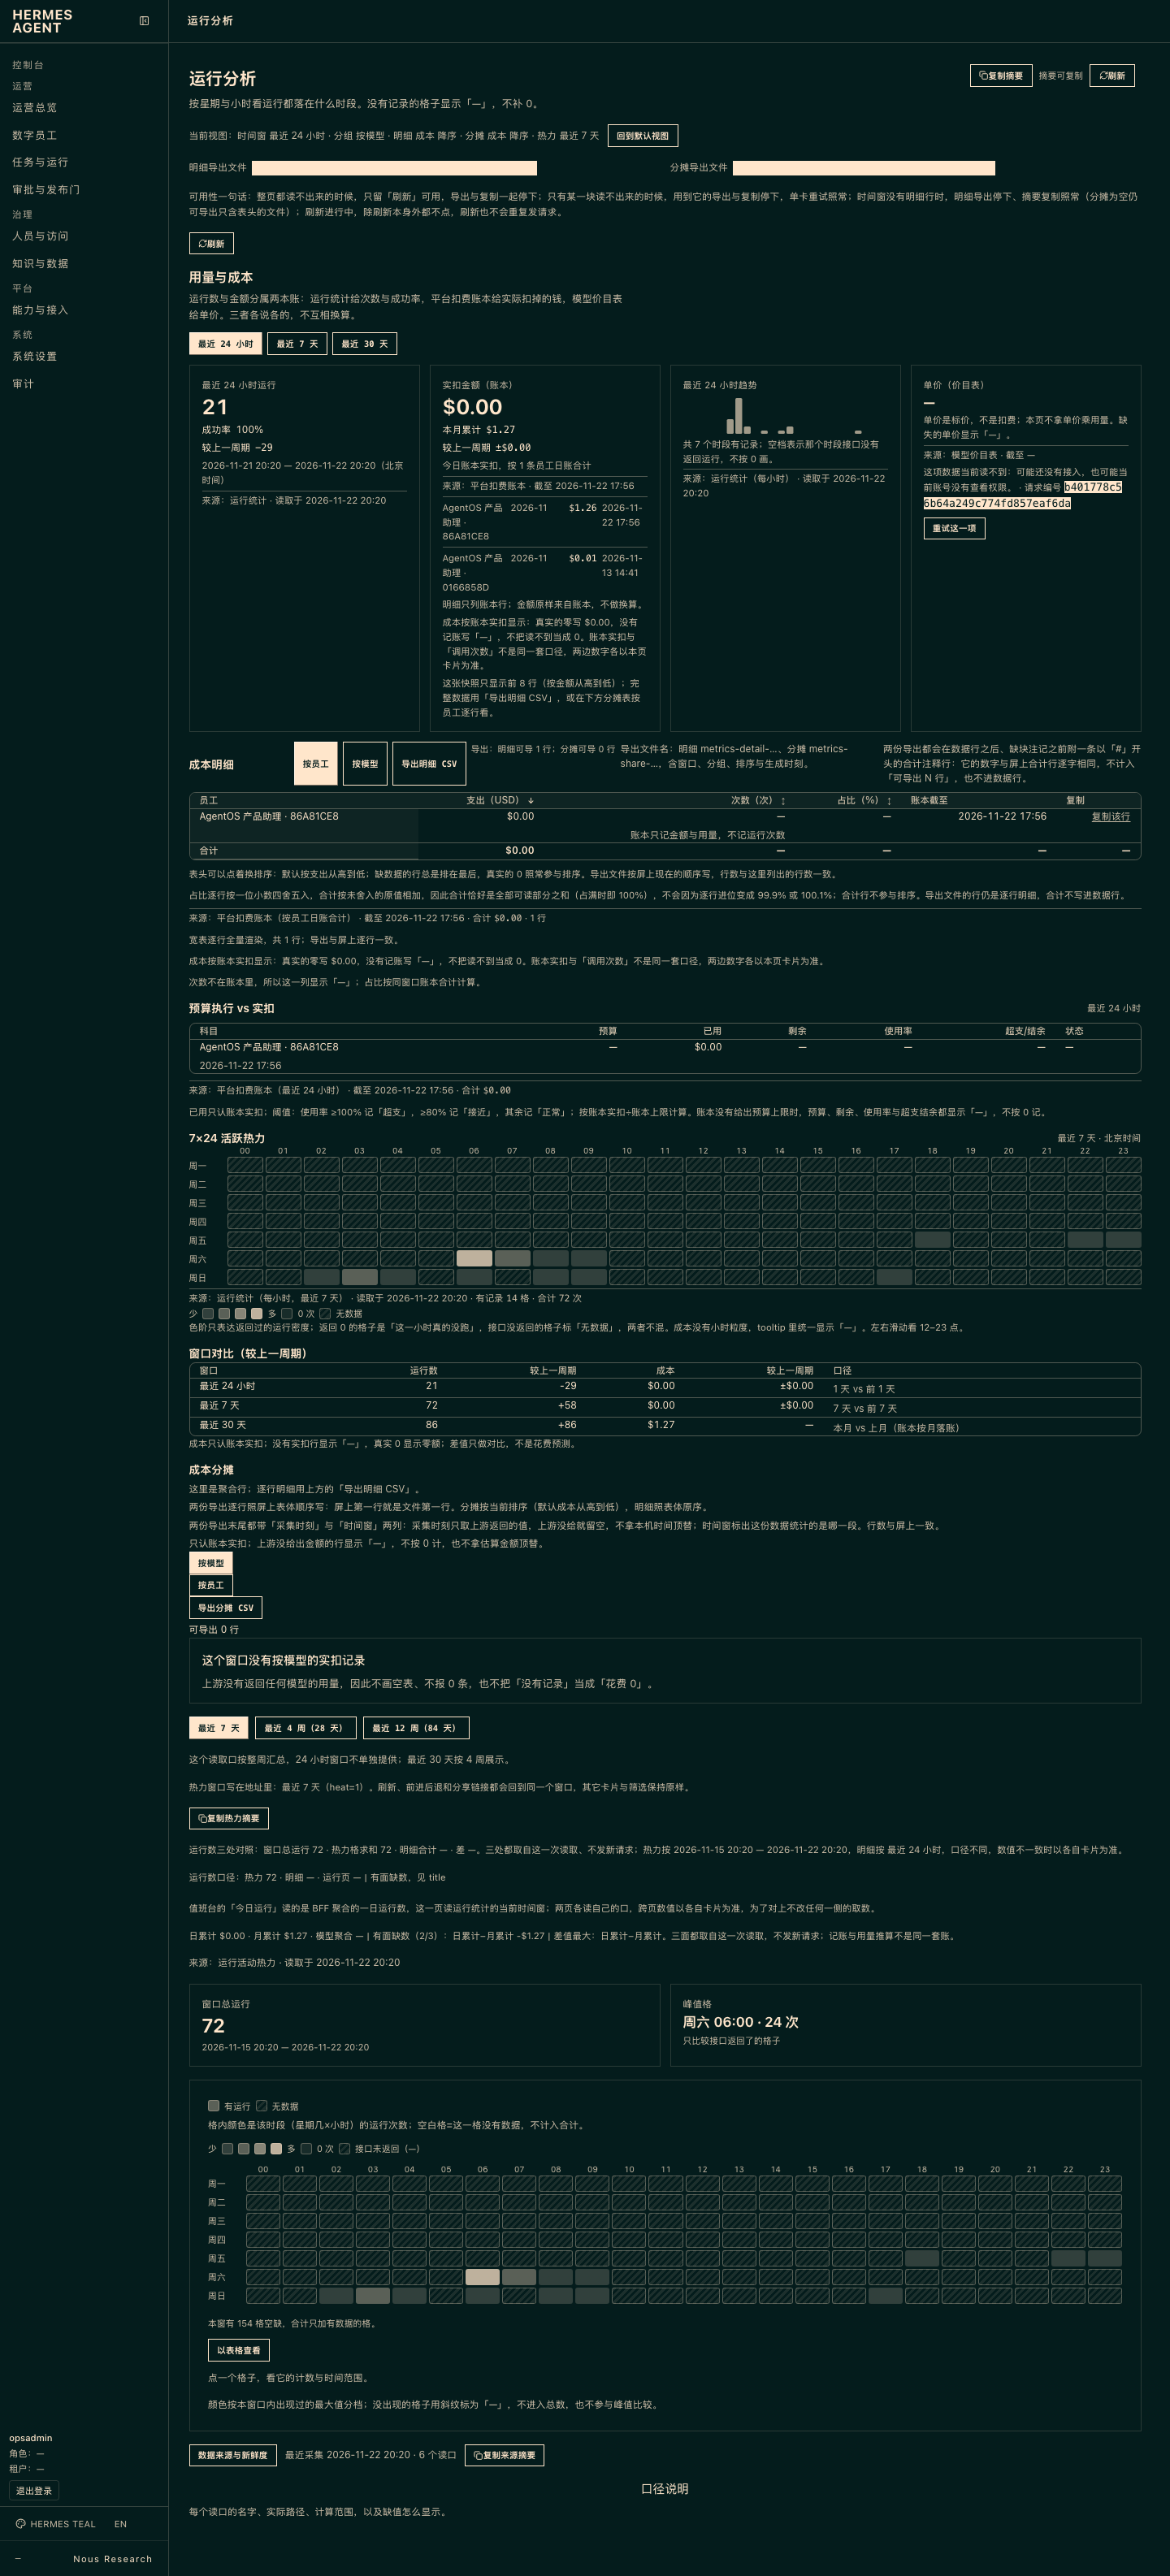 HERMES
AGENT
运行分析
控制台
运营
运营总览
数字员工
任务与运行
审批与发布门
治理
人员与访问
知识与数据
平台
能力与接入
系统
系统设置
审计
运行分析
复制摘要
摘要可复制
刷新
按星期与小时看运行都落在什么时段。没有记录的格子显示「—」，不补 0。
当前视图：时间窗 最近 24 小时 · 分组 按模型 · 明细 成本 降序 · 分摊 成本 降序 · 热力 最近 7 天
回到默认视图
明细导出文件
分摊导出文件
可用性一句话：整页都读不出来的时候，只留「刷新」可用，导出与复制一起停下；只有某一块读不出来的时候，用到它的导出与复制停下，单卡重试照常；时间窗没有明细行时，明细导出停下、摘要复制照常（分摊为空仍
可导出只含表头的文件）；刷新进行中，除刷新本身外都不点，刷新也不会重复发请求。
刷新
用量与成本
运行数与金额分属两本账：运行统计给次数与成功率，平台扣费账本给实际扣掉的钱，模型价目表
给单价。三者各说各的，不互相换算。
最近 24 小时
最近 7 天
最近 30 天
最近 24 小时运行
21
成功率 100%
较上一周期 −29
2026-11-21 20:20 — 2026-11-22 20:20（北京
时间）
来源：运行统计 · 读取于 2026-11-22 20:20
实扣金额（账本）
$0.00
本月累计 $1.27
较上一周期 ±$0.00
今日账本实扣，按 1 条员工日账合计
来源：平台扣费账本 · 截至 2026-11-22 17:56
AgentOS 产品 2026-11 $1.26 2026-11-
助理 · 22 17:56
86A81CE8
AgentOS 产品 2026-11 $0.01 2026-11-
助理 · 13 14:41
0166858D
明细只列账本行；金额原样来自账本，不做换算。
成本按账本实扣显示：真实的零写 $0.00，没有
记账写「—」，不把读不到当成 0。账本实扣与
「调用次数」不是同一套口径，两边数字各以本页
卡片为准。
这张快照只显示前 8 行（按金额从高到低）；完
整数据用「导出明细 CSV」，或在下方分摊表按
员工逐行看。
最近 24 小时趋势
共 7 个时段有记录；空档表示那个时段接口没有
返回运行，不按 0 画。
来源：运行统计（每小时） · 读取于 2026-11-22
20:20
单价（价目表）
—
单价是标价，不是扣费；本页不拿单价乘用量。缺
失的单价显示「—」。
来源：模型价目表 · 截至 —
这项数据当前读不到：可能还没有接入，也可能当
前账号没有查看权限。 · 请求编号 b401778c5
6b64a249c774fd857eaf6da
重试这一项
成本明细
按员工
按模型
导出明细 CSV
导出：明细可导 1 行；分摊可导 0 行
导出文件名：明细 metrics-detail-…、分摊 metrics-
share-…，含窗口、分组、排序与生成时刻。
两份导出都会在数据行之后、缺块注记之前附一条以「#」开
头的合计注释行：它的数字与屏上合计行逐字相同，不计入
「可导出 N 行」，也不进数据行。
员工 支出（USD） ↓ 次数（次） ↕ 占比（%） ↕ 账本截至 复制
AgentOS 产品助理 · 86A81CE8 $0.00 — — 2026-11-22 17:56 复制该行
账本只记金额与用量，不记运行次数
合计 $0.00 — — — —
表头可以点着换排序：默认按支出从高到低；缺数据的行总是排在最后，真实的 0 照常参与排序。导出文件按屏上现在的顺序写，行数与这里列出的行数一致。
占比逐行按一位小数四舍五入，合计按未舍入的原值相加，因此合计恰好是全部可读部分之和（占满时即 100%），不会因为逐行进位变成 99.9% 或 100.1%；合计行不参与排序。导出文件的行仍是逐行明细，合计不写进数据行。
来源：平台扣费账本（按员工日账合计） · 截至 2026-11-22 17:56 · 合计 $0.00 · 1 行
宽表逐行全量渲染，共 1 行；导出与屏上逐行一致。
成本按账本实扣显示：真实的零写 $0.00，没有记账写「—」，不把读不到当成 0。账本实扣与「调用次数」不是同一套口径，两边数字各以本页卡片为准。
次数不在账本里，所以这一列显示「—」；占比按同窗口账本合计计算。
预算执行 vs 实扣
最近 24 小时
科目 预算 已用 剩余 使用率 超支/结余 状态
AgentOS 产品助理 · 86A81CE8 — $0.00 — — — —
2026-11-22 17:56
来源：平台扣费账本（最近 24 小时） · 截至 2026-11-22 17:56 · 合计 $0.00
已用只认账本实扣；阈值：使用率 ≥100% 记「超支」，≥80% 记「接近」，其余记「正常」；按账本实扣÷账本上限计算。账本没有给出预算上限时，预算、剩余、使用率与超支结余都显示「—」，不按 0 记。
7×24 活跃热力
最近 7 天 · 北京时间
00 01 02 03 04 05 06 07 08 09 10 11 12 13 14 15 16 17 18 19 20 21 22 23
周一
周二
周三
周四
周五
周六
周日
来源：运行统计（每小时，最近 7 天） · 读取于 2026-11-22 20:20 · 有记录 14 格 · 合计 72 次
少 多 0 次 无数据
色阶只表达返回过的运行密度；返回 0 的格子是「这一小时真的没跑」，接口没返回的格子标「无数据」，两者不混。成本没有小时粒度，tooltip 里统一显示「—」。左右滑动看 12–23 点。
窗口对比（较上一周期）
窗口 运行数 较上一周期 成本 较上一周期 口径
最近 24 小时 21 -29 $0.00 ±$0.00 1 天 vs 前 1 天
最近 7 天 72 +58 $0.00 ±$0.00 7 天 vs 前 7 天
最近 30 天 86 +86 $1.27 — 本月 vs 上月（账本按月落账）
成本只认账本实扣；没有实扣行显示「—」，真实 0 显示零额；差值只做对比，不是花费预测。
成本分摊
这里是聚合行；逐行明细用上方的「导出明细 CSV」。
两份导出逐行照屏上表体顺序写：屏上第一行就是文件第一行。分摊按当前排序（默认成本从高到低），明细照表体原序。
两份导出末尾都带「采集时刻」与「时间窗」两列：采集时刻只取上游返回的值，上游没给就留空，不拿本机时间顶替；时间窗标出这份数据统计的是哪一段。行数与屏上一致。
只认账本实扣；上游没给出金额的行显示「—」，不按 0 计，也不拿估算金额顶替。
按模型
按员工
导出分摊 CSV
可导出 0 行
这个窗口没有按模型的实扣记录
上游没有返回任何模型的用量，因此不画空表、不报 0 条，也不把「没有记录」当成「花费 0」。
最近 7 天
最近 4 周（28 天）
最近 12 周（84 天）
这个读取口按整周汇总，24 小时窗口不单独提供；最近 30 天按 4 周展示。
热力窗口写在地址里：最近 7 天（heat=1）。刷新、前进后退和分享链接都会回到同一个窗口，其它卡片与筛选保持原样。
复制热力摘要
运行数三处对照：窗口总运行 72 · 热力格求和 72 · 明细合计 — · 差 —。三处都取自这一次读取、不发新请求；热力按 2026-11-15 20:20 — 2026-11-22 20:20，明细按 最近 24 小时，口径不同，数值不一致时以各自卡片为准。
运行数口径：热力 72 · 明细 — · 运行页 — | 有面缺数，见 title
值班台的「今日运行」读的是 BFF 聚合的一日运行数，这一页读运行统计的当前时间窗；两页各读自己的口，跨页数值以各自卡片为准，为了对上不改任何一侧的取数。
日累计 $0.00 · 月累计 $1.27 · 模型聚合 — | 有面缺数（2/3）：日累计−月累计 -$1.27 | 差值最大：日累计−月累计。三面都取自这一次读取，不发新请求；记账与用量推算不是同一套账。
来源：运行活动热力 · 读取于 2026-11-22 20:20
窗口总运行
72
2026-11-15 20:20 — 2026-11-22 20:20
峰值格
周六 06:00 · 24 次
只比较接口返回了的格子
有运行 无数据
格内颜色是该时段（星期几×小时）的运行次数；空白格=这一格没有数据，不计入合计。
少 多 0 次 接口未返回（—）
00 01 02 03 04 05 06 07 08 09 10 11 12 13 14 15 16 17 18 19 20 21 22 23
周一
周二
周三
周四
周五
周六
周日
本窗有 154 格空缺，合计只加有数据的格。
以表格查看
点一个格子，看它的计数与时间范围。
颜色按本窗口内出现过的最大值分档；没出现的格子用斜纹标为「—」，不进入总数，也不参与峰值比较。
数据来源与新鲜度
最近采集 2026-11-22 20:20 · 6 个读口
复制来源摘要
口径说明
每个读口的名字、实际路径、计算范围，以及缺值怎么显示。
opsadmin
角色：—
租户：—
退出登录
HERMES TEAL EN
— Nous Research